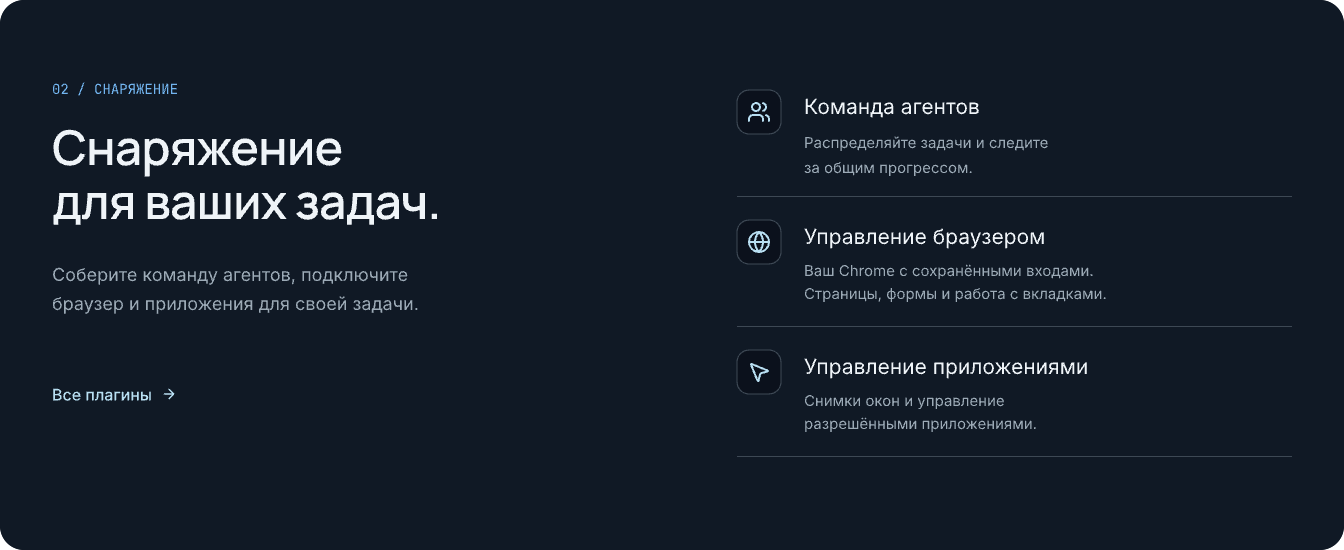 02 / СНАРЯЖЕНИЕ
Снаряжение
для ваших задач.
Соберите команду агентов, подключите
браузер и приложения для своей задачи.
Все плагины →
Команда агентов
Распределяйте задачи и следите
за общим прогрессом.
Управление браузером
Ваш Chrome с сохранёнными входами.
Страницы, формы и работа с вкладками.
Управление приложениями
Снимки окон и управление
разрешёнными приложениями.